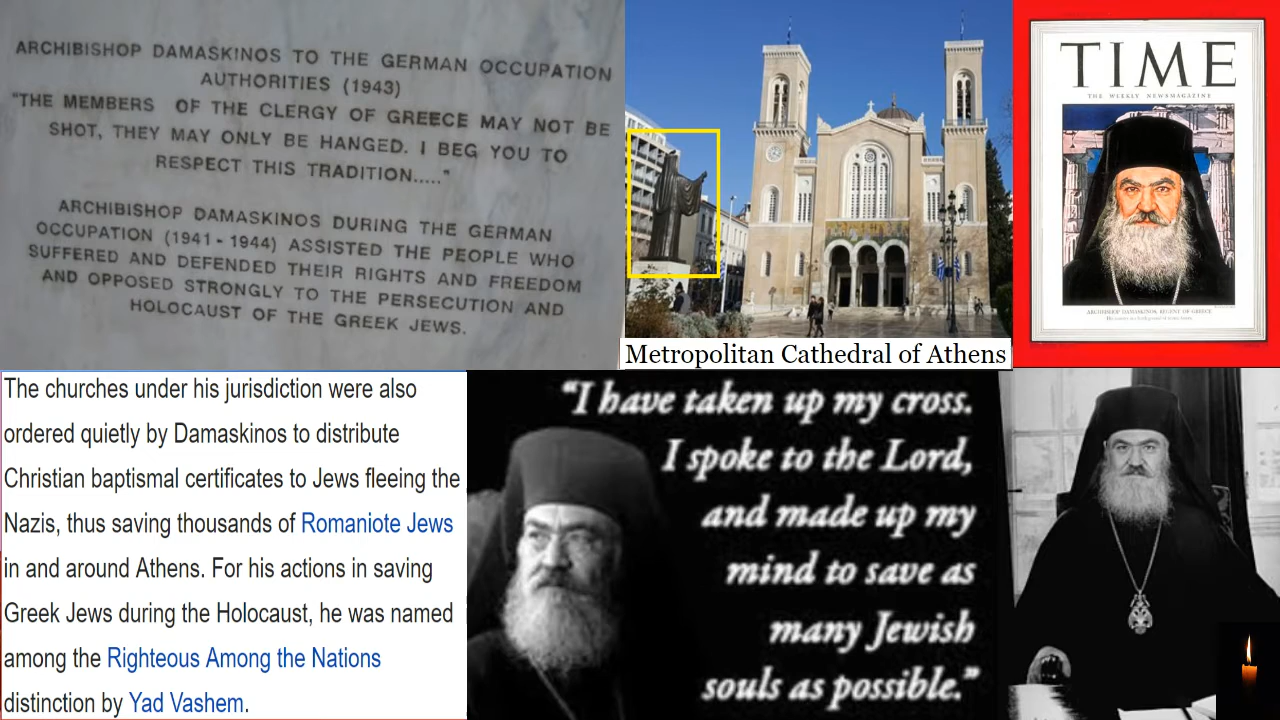 ARCHIBISHOP DAMASKINOS TO THE GERMAN OCCUPATION
AUTHORITIES (1943)
"THE MEMBERS OF THE CLERGY OF GREECE MAY NOT BE
SHOT, THEY MAY ONLY BE HANGED. I BEG YOU TO
RESPECT THIS TRADITION....."
ARCHIBISHOP DAMASKINOS DURING THE GERMAN
OCCUPATION (1941 - 1944) ASSISTED THE PEOPLE WHO
SUFFERED AND DEFENDED THEIR RIGHTS AND FREEDOM
AND OPPOSED STRONGLY TO THE PERSECUTION AND
HOLOCAUST OF THE GREEK JEWS.
Metropolitan Cathedral of Athens
TIME
THE WEEKLY NEWSMAGAZINE
ARCHBISHOP DAMASKINOS, REGENT OF GREECE
The churches under his jurisdiction were also
ordered quietly by Damaskinos to distribute
Christian baptismal certificates to Jews fleeing the
Nazis, thus saving thousands of Romaniote Jews
in and around Athens. For his actions in saving
Greek Jews during the Holocaust, he was named
among the Righteous Among the Nations
distinction by Yad Vashem.
“I have taken up my cross.
I spoke to the Lord,
and made up my
mind to save as
many Jewish
souls as possible.”